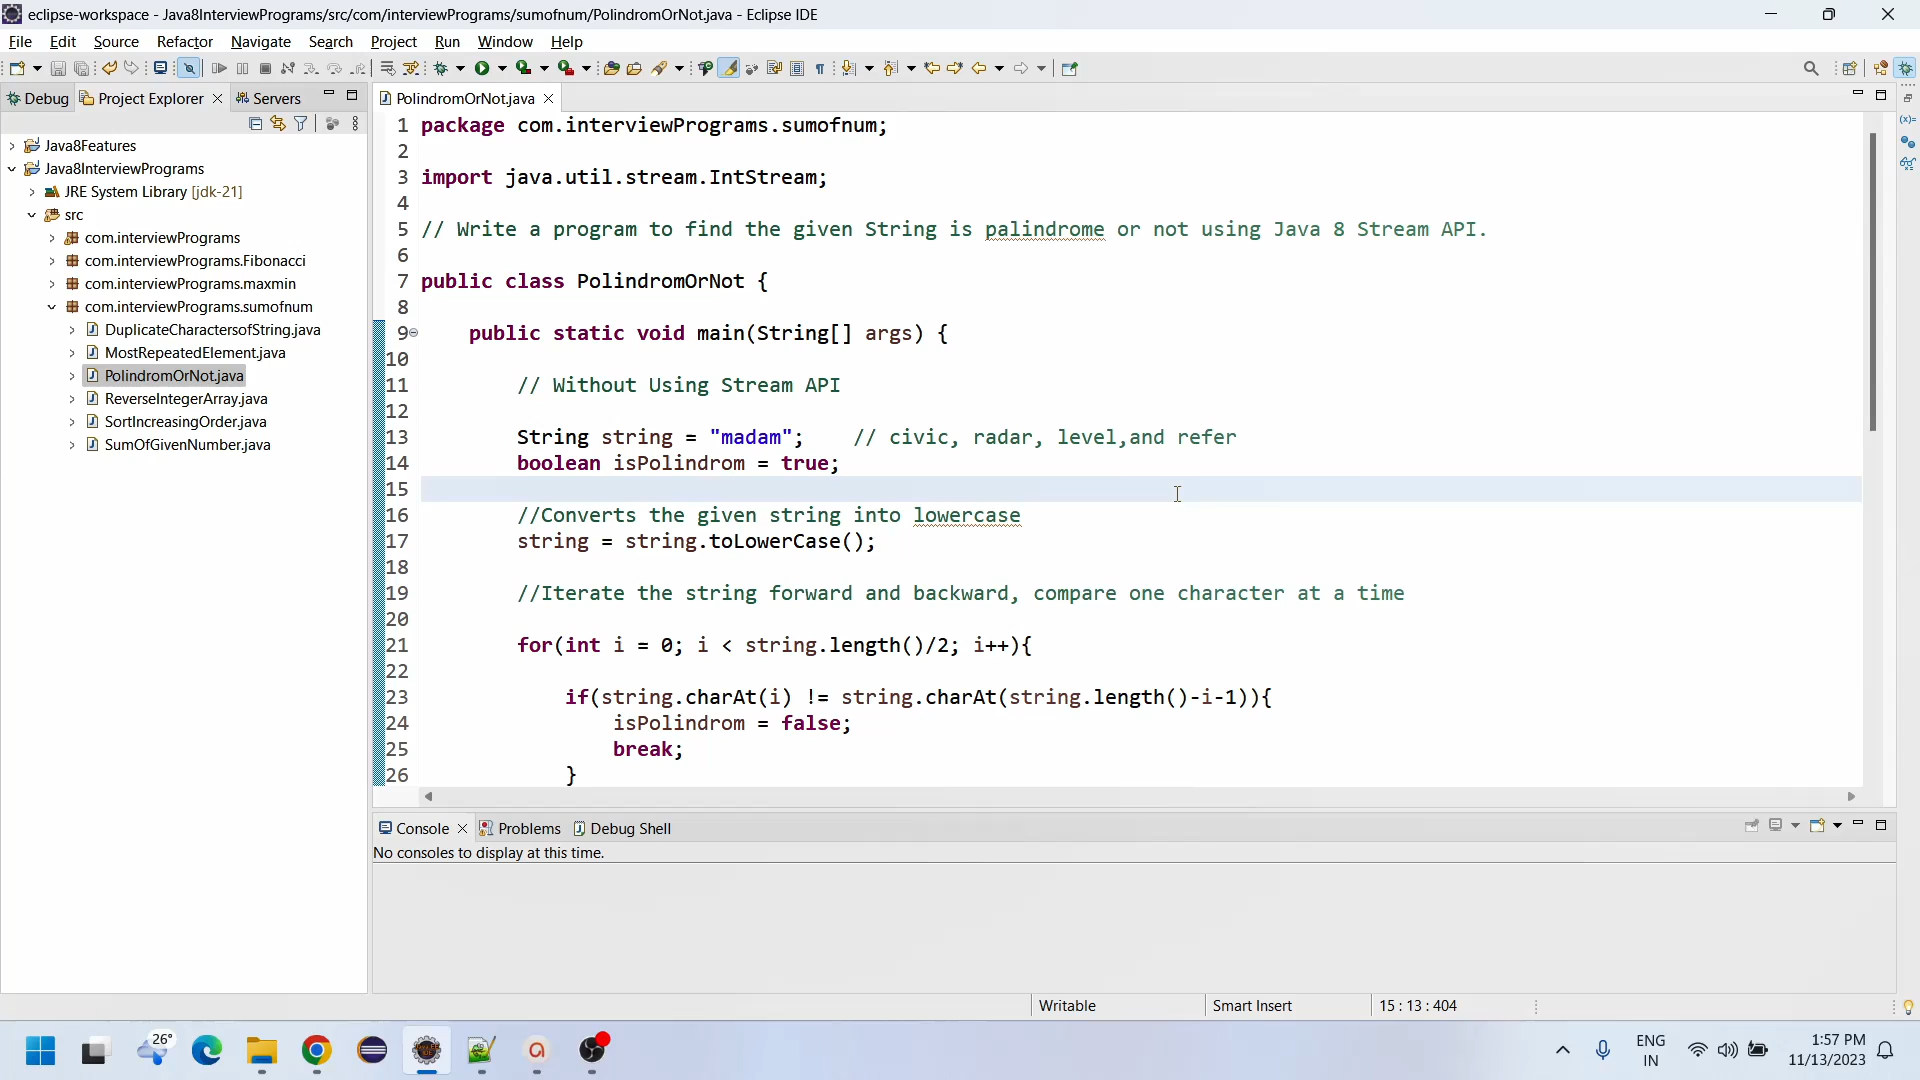 eclipse-workspace - Java8InterviewPrograms/src/com/interviewPrograms/sumofnum/PolindromOrNot.java - Eclipse IDE
File Edit Source Refactor Navigate Search Project Run Window Help
Debug Project Explorer Servers
Java8Features
Java8InterviewPrograms
JRE System Library [jdk-21]
src
com.interviewPrograms
com.interviewPrograms.Fibonacci
com.interviewPrograms.maxmin
com.interviewPrograms.sumofnum
DuplicateCharactersofString.java
MostRepeatedElement.java
PolindromOrNot.java
ReverseIntegerArray.java
SortIncreasingOrder.java
SumOfGivenNumber.java
PolindromOrNot.java
1 package com.interviewPrograms.sumofnum;
2
3 import java.util.stream.IntStream;
4
5 // Write a program to find the given String is palindrome or not using Java 8 Stream API.
6
7 public class PolindromOrNot {
8
9 public static void main(String[] args) {
10
11 // Without Using Stream API
12
13 String string = "madam"; // civic, radar, level,and refer
14 boolean isPolindrom = true;
15
16 //Converts the given string into lowercase
17 string = string.toLowerCase();
18
19 //Iterate the string forward and backward, compare one character at a time
20
21 for(int i = 0; i < string.length()/2; i++){
22
23 if(string.charAt(i) != string.charAt(string.length()-i-1)){
24 isPolindrom = false;
25 break;
26 }
Console Problems Debug Shell
No consoles to display at this time.
Writable Smart Insert 15 : 13 : 404
26°
ENG
IN
1:57 PM
11/13/2023